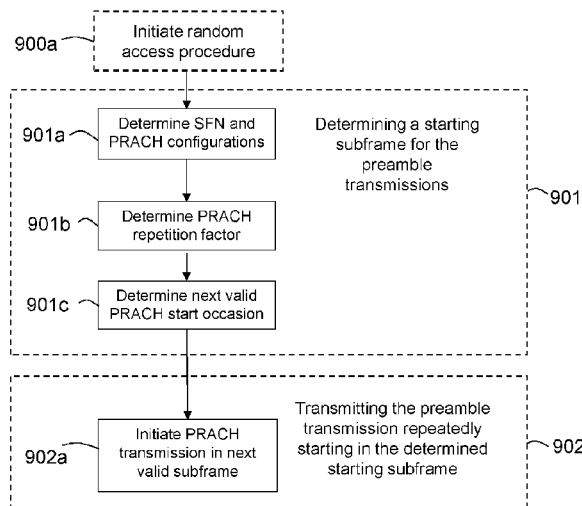 900a
Initiate random
access procedure
901a
Determine SFN and
PRACH configurations
Determining a starting
subframe for the
preamble
transmissions
901
901b
Determine PRACH
repetition factor
901c
Determine next valid
PRACH start occasion
902a
Initiate PRACH
transmission in next
valid subframe
Transmitting the preamble
transmission repeatedly
starting in the determined
starting subframe
902